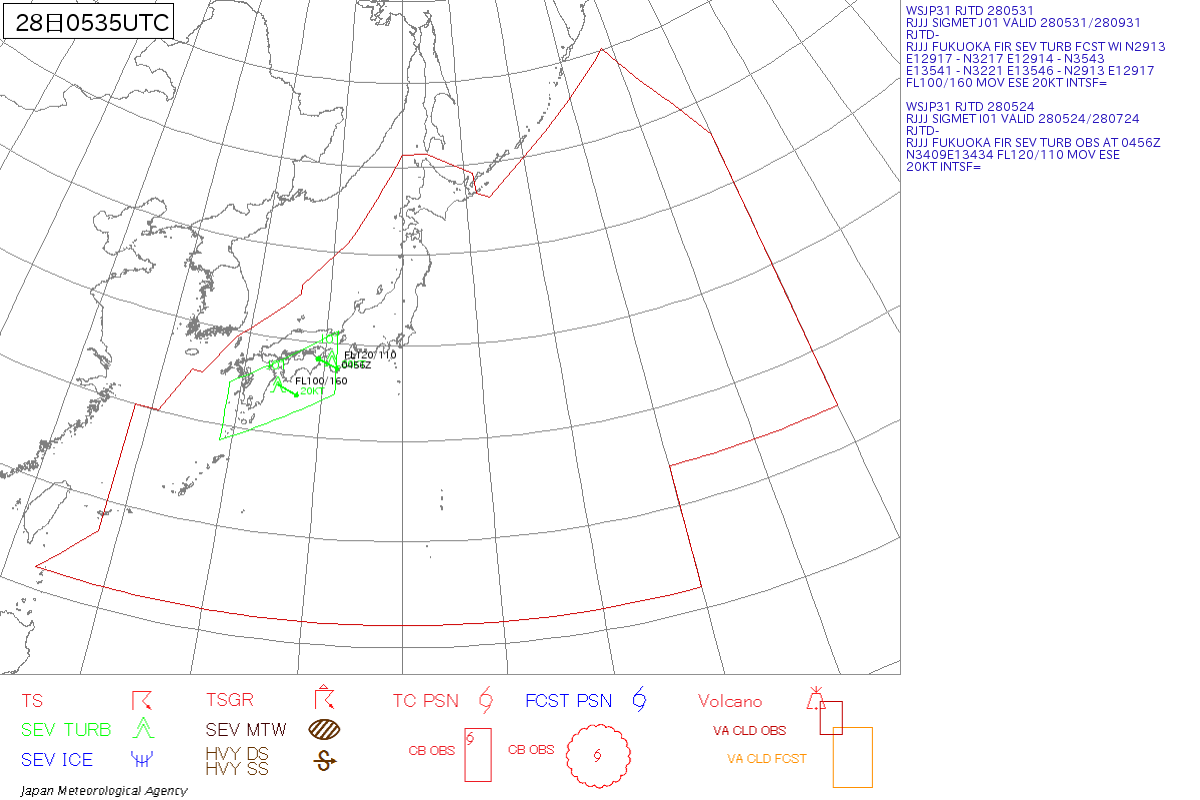 28日0535UTC
WSJP31 RJTD 280531
RJJJ SIGMET J01 VALID 280531/280931
RJTD-
RJJJ FUKUOKA FIR SEV TURB FCST WI N2913
E12917 - N3217 E12914 - N3543
E13541 - N3221 E13546 - N2913 E12917
FL100/160 MOV ESE 20KT INTSF=
WSJP31 RJTD 280524
RJJJ SIGMET I01 VALID 280524/280724
RJTD-
RJJJ FUKUOKA FIR SEV TURB OBS AT 0456Z
N3409E13434 FL120/110 MOV ESE
20KT INTSF=
FL120/110
0456Z
FL100/160
20KT
TS
TSGR
TC PSN
FCST PSN
Volcano
SEV TURB
SEV MTW
VA CLD OBS
CB OBS
CB OBS
SEV ICE
HVY DS
HVY SS
VA CLD FCST
Japan Meteorological Agency